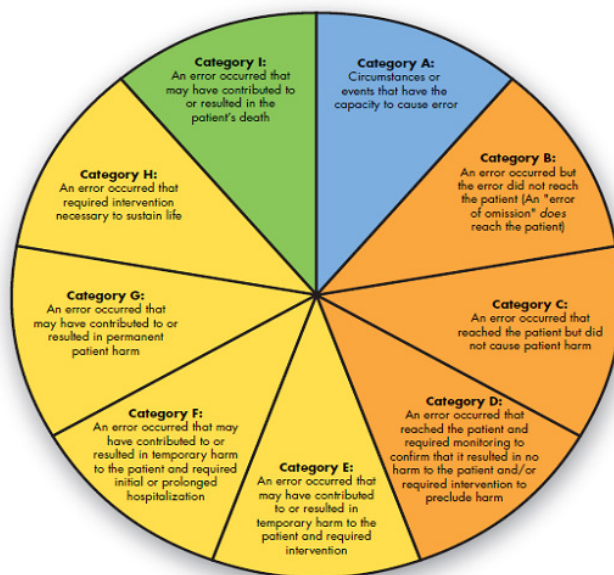 Category I:
An error occurred that
may have contributed to
or resulted in the
patient's death
Category A:
Circumstances or
events that have the
capacity to cause error
Category B:
An error occurred but
the error did not reach
the patient (An "error
of omission" does
reach the patient)
Category C:
An error occurred that
reached the patient but did
not cause patient harm
Category D:
An error occurred that
reached the patient and
required monitoring to
confirm that it resulted in no
harm to the patient and/or
required intervention to
preclude harm
Category E:
An error occurred that
may have contributed
to or resulted in
temporary harm to the
patient and required
intervention
Category F:
An error occurred that may
have contributed to or
resulted in temporary harm
to the patient and required
initial or prolonged
hospitalization
Category G:
An error occurred that
may have contributed to or
resulted in permanent
patient harm
Category H:
An error occurred that
required intervention
necessary to sustain life